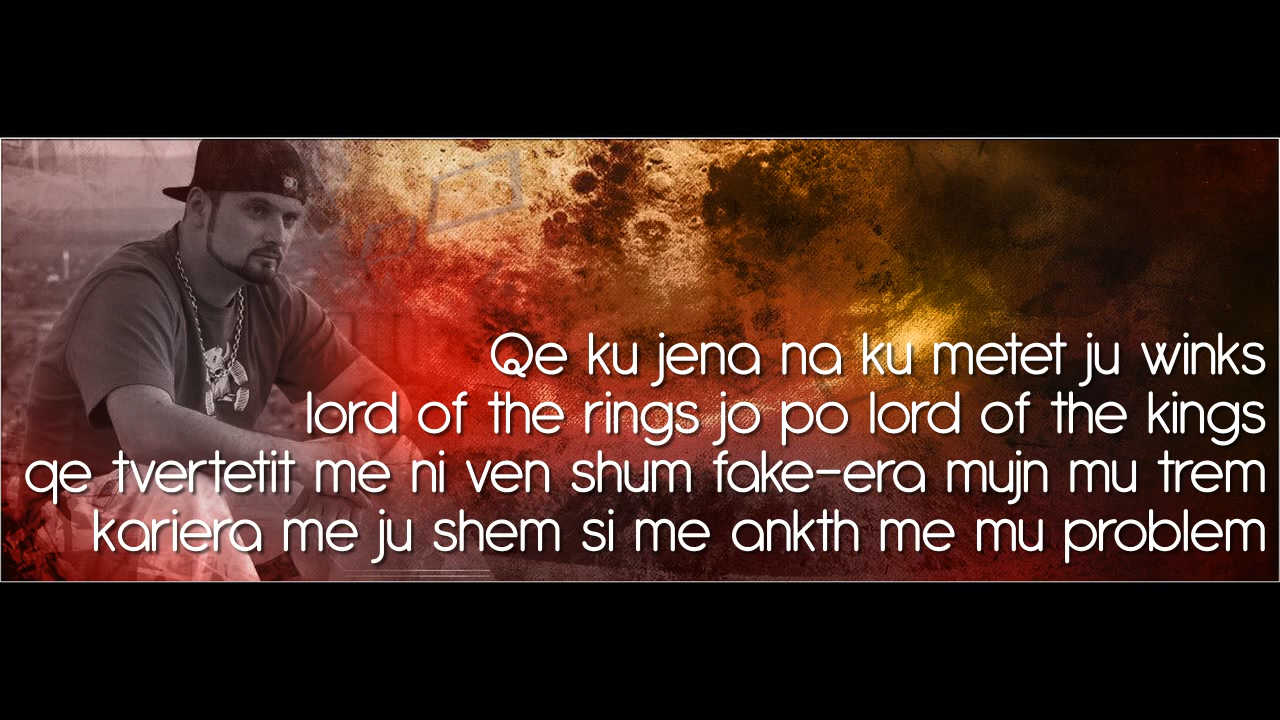 Qe ku jena na ku metet ju winks
lord of the rings jo po lord of the kings
qe tvertetit me ni ven shum fake-era mujn mu trem
kariera me ju shem si me ankth me mu problem